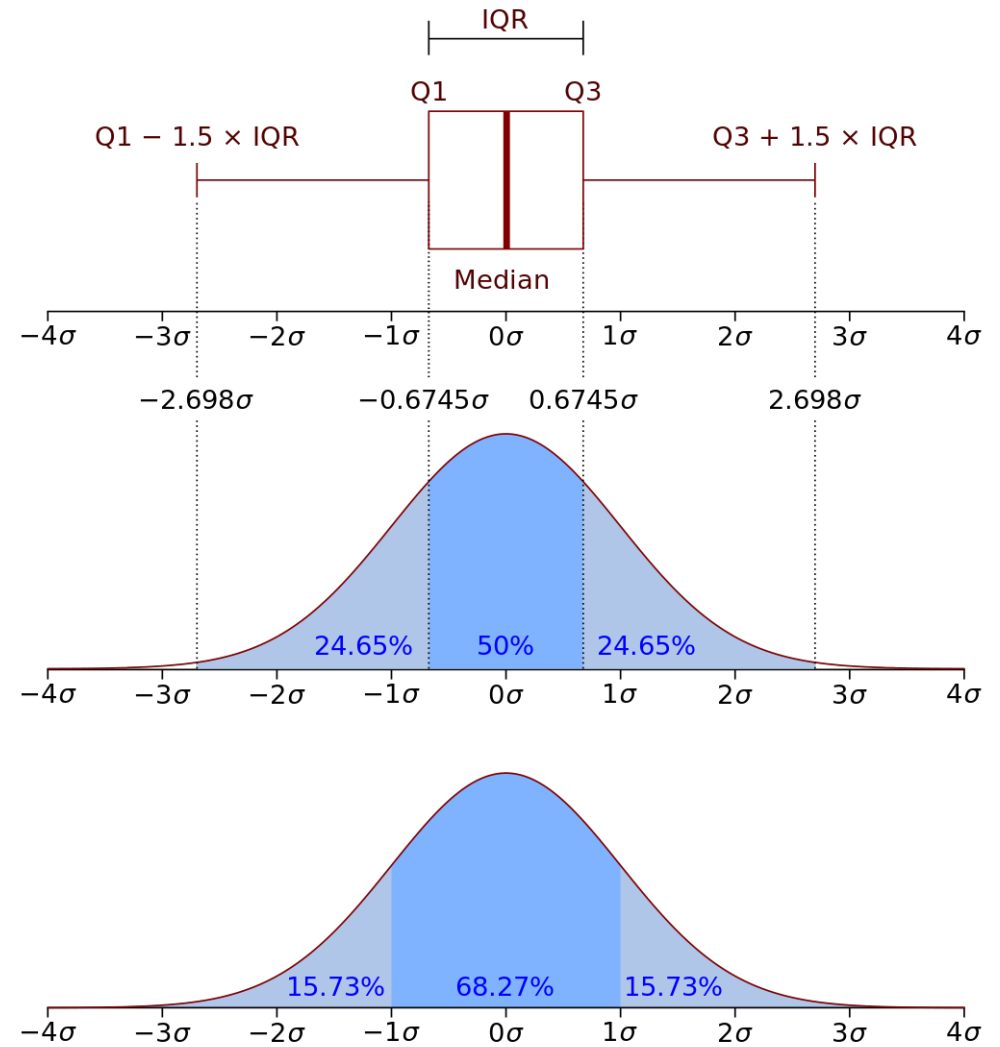 IQR
Q1 Q3
Q1 − 1.5 × IQR Q3 + 1.5 × IQR
Median
−4σ −3σ −2σ −1σ 0σ 1σ 2σ 3σ 4σ
−2.698σ −0.6745σ 0.6745σ 2.698σ
24.65% 50% 24.65%
−4σ −3σ −2σ −1σ 0σ 1σ 2σ 3σ 4σ
15.73% 68.27% 15.73%
−4σ −3σ −2σ −1σ 0σ 1σ 2σ 3σ 4σ